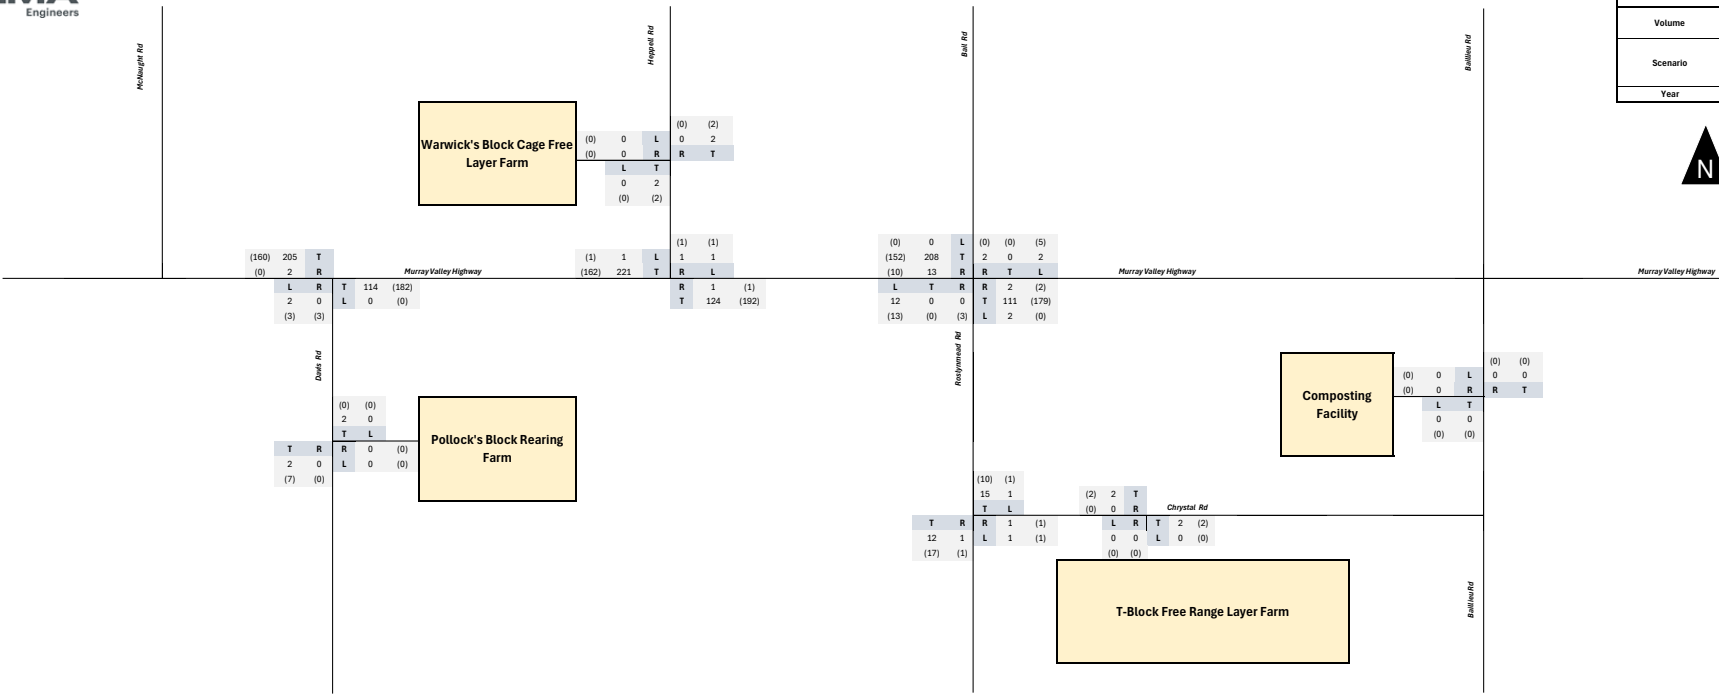 Engineers
Volume
Scenario
Year
N
McNaught Rd
Heppell Rd
Bail Rd
Baillieu Rd
Warwick's Block Cage Free
Layer Farm
(0) 0 L
(0) 0 R
(0) (2)
0 2
R T
L T
0 2
(0) (2)
(160) 205 T
(0) 2 R
Murray Valley Highway
L R
2 0
(3) (3)
T 114 (182)
L 0 (0)
(1) 1 L
(162) 221 T
(1) (1)
1 1
R L
R 1 (1)
T 124 (192)
(0) 0 L
(152) 208 T
(10) 13 R
(0) (0) (5)
2 0 2
R T L
L T R
12 0 0
(13) (0) (3)
R 2 (2)
T 111 (179)
L 2 (0)
Murray Valley Highway
Murray Valley Highway
Davis Rd
Roslynmead Rd
(0) (0)
2 0
T L
T R
2 0
(7) (0)
R 0 (0)
L 0 (0)
Pollock's Block Rearing
Farm
Composting
Facility
(0) 0 L
(0) 0 R
(0) (0)
0 0
R T
L T
0 0
(0) (0)
(10) (1)
15 1
T L
T R
12 1
(17) (1)
R 1 (1)
L 1 (1)
(2) 2 T
(0) 0 R
Chrystal Rd
L R
0 0
(0) (0)
T 2 (2)
L 0 (0)
T-Block Free Range Layer Farm
Baillieu Rd